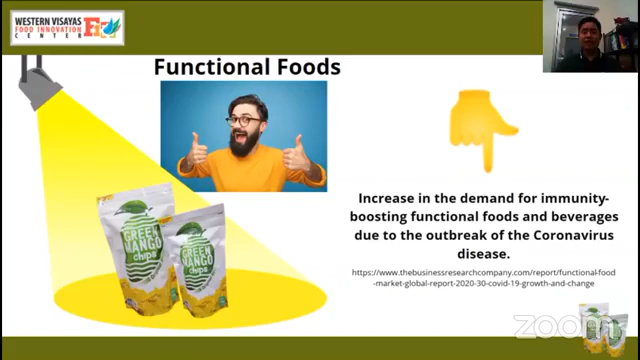 WESTERN VISAYAS
FOOD INNOVATION
CENTER
Functional Foods
GREEN
MANGO
chips
GREEN
MANGO
chips
Increase in the demand for immunity-
boosting functional foods and beverages
due to the outbreak of the Coronavirus
disease.
https://www.thebusinessresearchcompany.com/report/functional-food
-market-global-report-2020-30-covid-19-growth-and-change
zoom